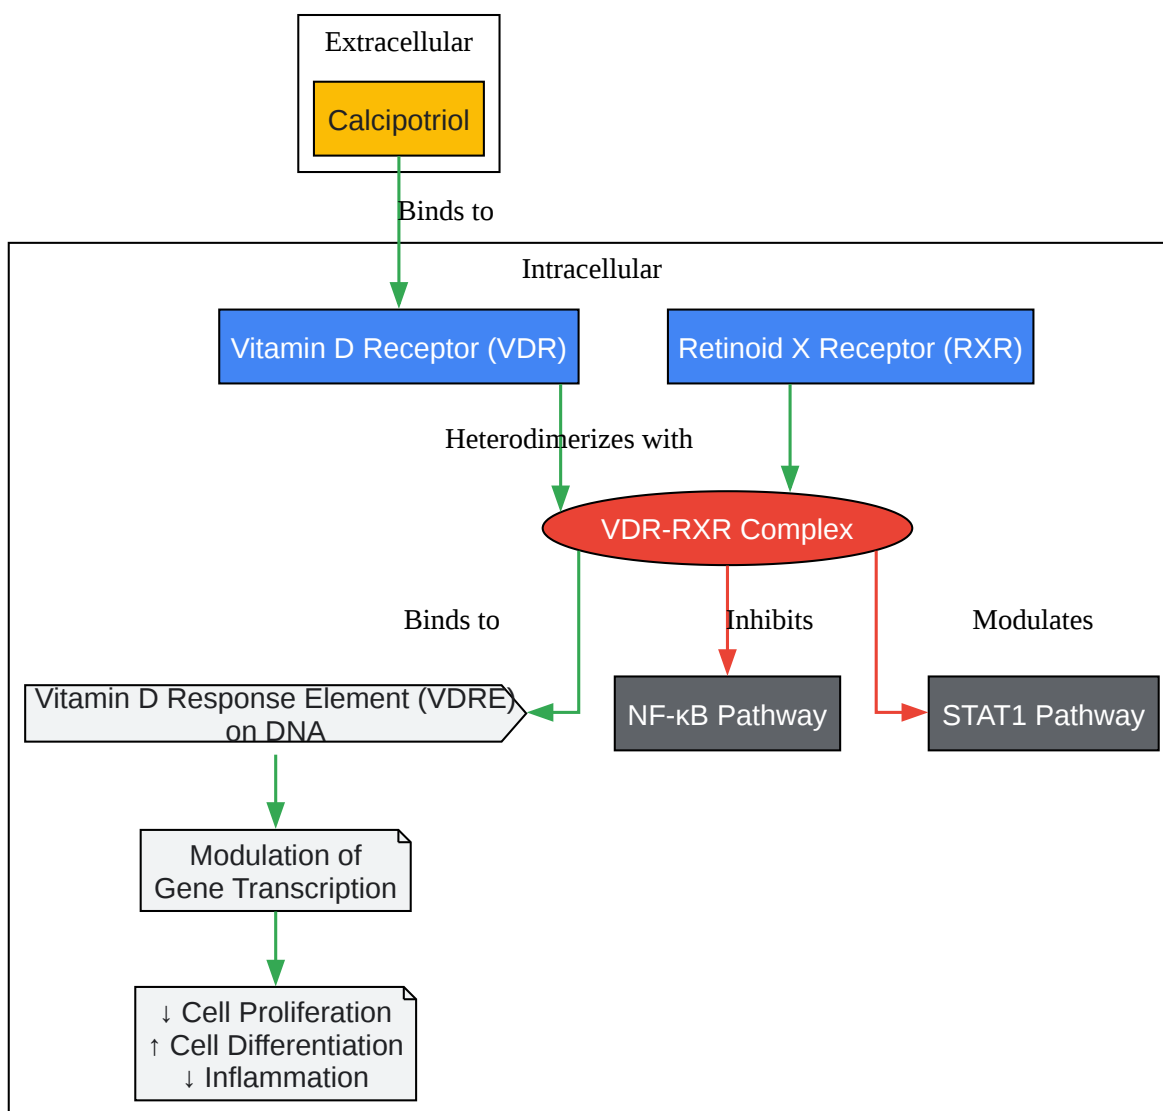 Extracellular
Calcipotriol
Binds to
Intracellular
Vitamin D Receptor (VDR)
Retinoid X Receptor (RXR)
Heterodimerizes with
VDR-RXR Complex
Binds to
Inhibits
Modulates
Vitamin D Response Element (VDRE)
on DNA
NF-κB Pathway
STAT1 Pathway
Modulation of
Gene Transcription
↓ Cell Proliferation
↑ Cell Differentiation
↓ Inflammation